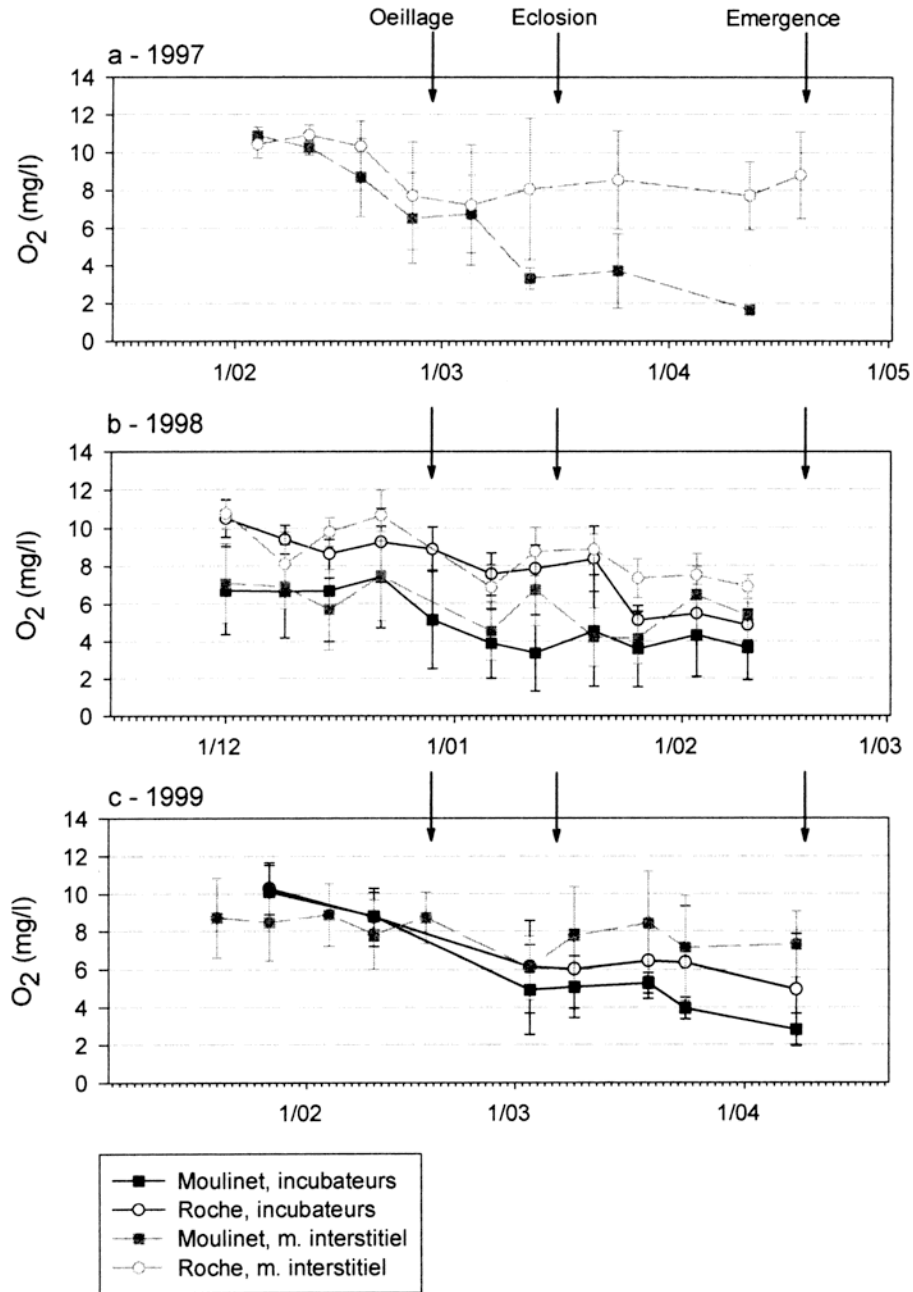 Oeillage Eclosion Emergence
a - 1997
14
12
10
8
6
4
2
0
O2 (mg/l)
1/02 1/03 1/04 1/05
b - 1998
14
12
10
8
6
4
2
0
O2 (mg/l)
1/12 1/01 1/02 1/03
c - 1999
14
12
10
8
6
4
2
0
O2 (mg/l)
1/02 1/03 1/04
Moulinet, incubateurs
Roche, incubateurs
Moulinet, m. interstitiel
Roche, m. interstitiel